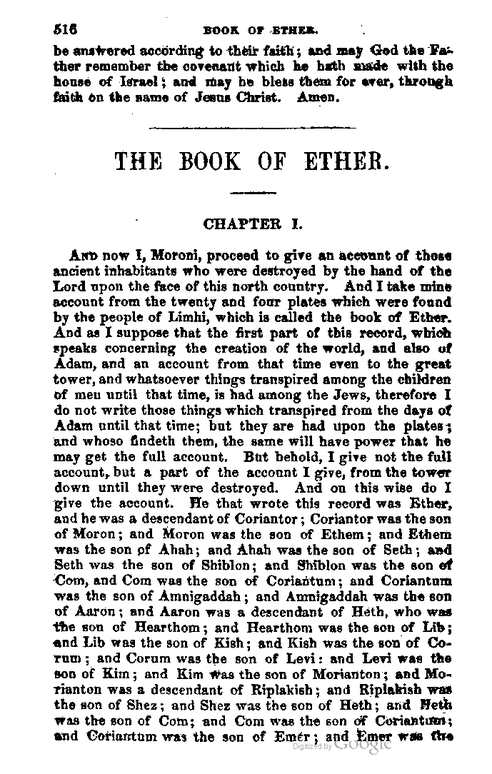 516 BOOK OF ETHER.
be answered according to their faith; and may God the Fa-
ther remember the covenant which he hath made with the
house of Israel; and may he bless them for ever, through
faith on the name of Jesus Christ. Amen.
THE BOOK OF ETHER.
CHAPTER I.
AND now I, Moroni, proceed to give an account of those
ancient inhabitants who were destroyed by the hand of the
Lord upon the face of this north country. And I take mine
account from the twenty and four plates which were found
by the people of Limhi, which is called the book of Ether.
And as I suppose that the first part of this record, which
speaks concerning the creation of the world, and also of
Adam, and an account from that time even to the great
tower, and whatsoever things transpired among the children
of men until that time, is had among the Jews, therefore I
do not write those things which transpired from the days of
Adam until that time; but they are had upon the plates;
and whoso findeth them, the same will have power that he
may get the full account. But behold, I give not the full
account, but a part of the account I give, from the tower
down until they were destroyed. And on this wise do I
give the account. He that wrote this record was Ether,
and he was a descendant of Coriantor; Coriantor was the son
of Moron; and Moron was the son of Ethem; and Ethem
was the son of Ahah; and Ahah was the son of Seth; and
Seth was the son of Shiblon; and Shiblon was the son of
Com, and Com was the son of Coriantum; and Coriantum
was the son of Amnigaddah; and Amnigaddah was the son
of Aaron; and Aaron was a descendant of Heth, who was
the son of Hearthom; and Hearthom was the son of Lib;
and Lib was the son of Kish; and Kish was the son of Co-
rum; and Corum was the son of Levi: and Levi was the
son of Kim; and Kim was the son of Morianton; and Mo-
rianton was a descendant of Riplakish; and Riplakish was
the son of Shez; and Shez was the son of Heth; and Heth
was the son of Com; and Com was the son of Coriantum;
and Coriantum was the son of Emer; and Emer was the
Digitized by Google